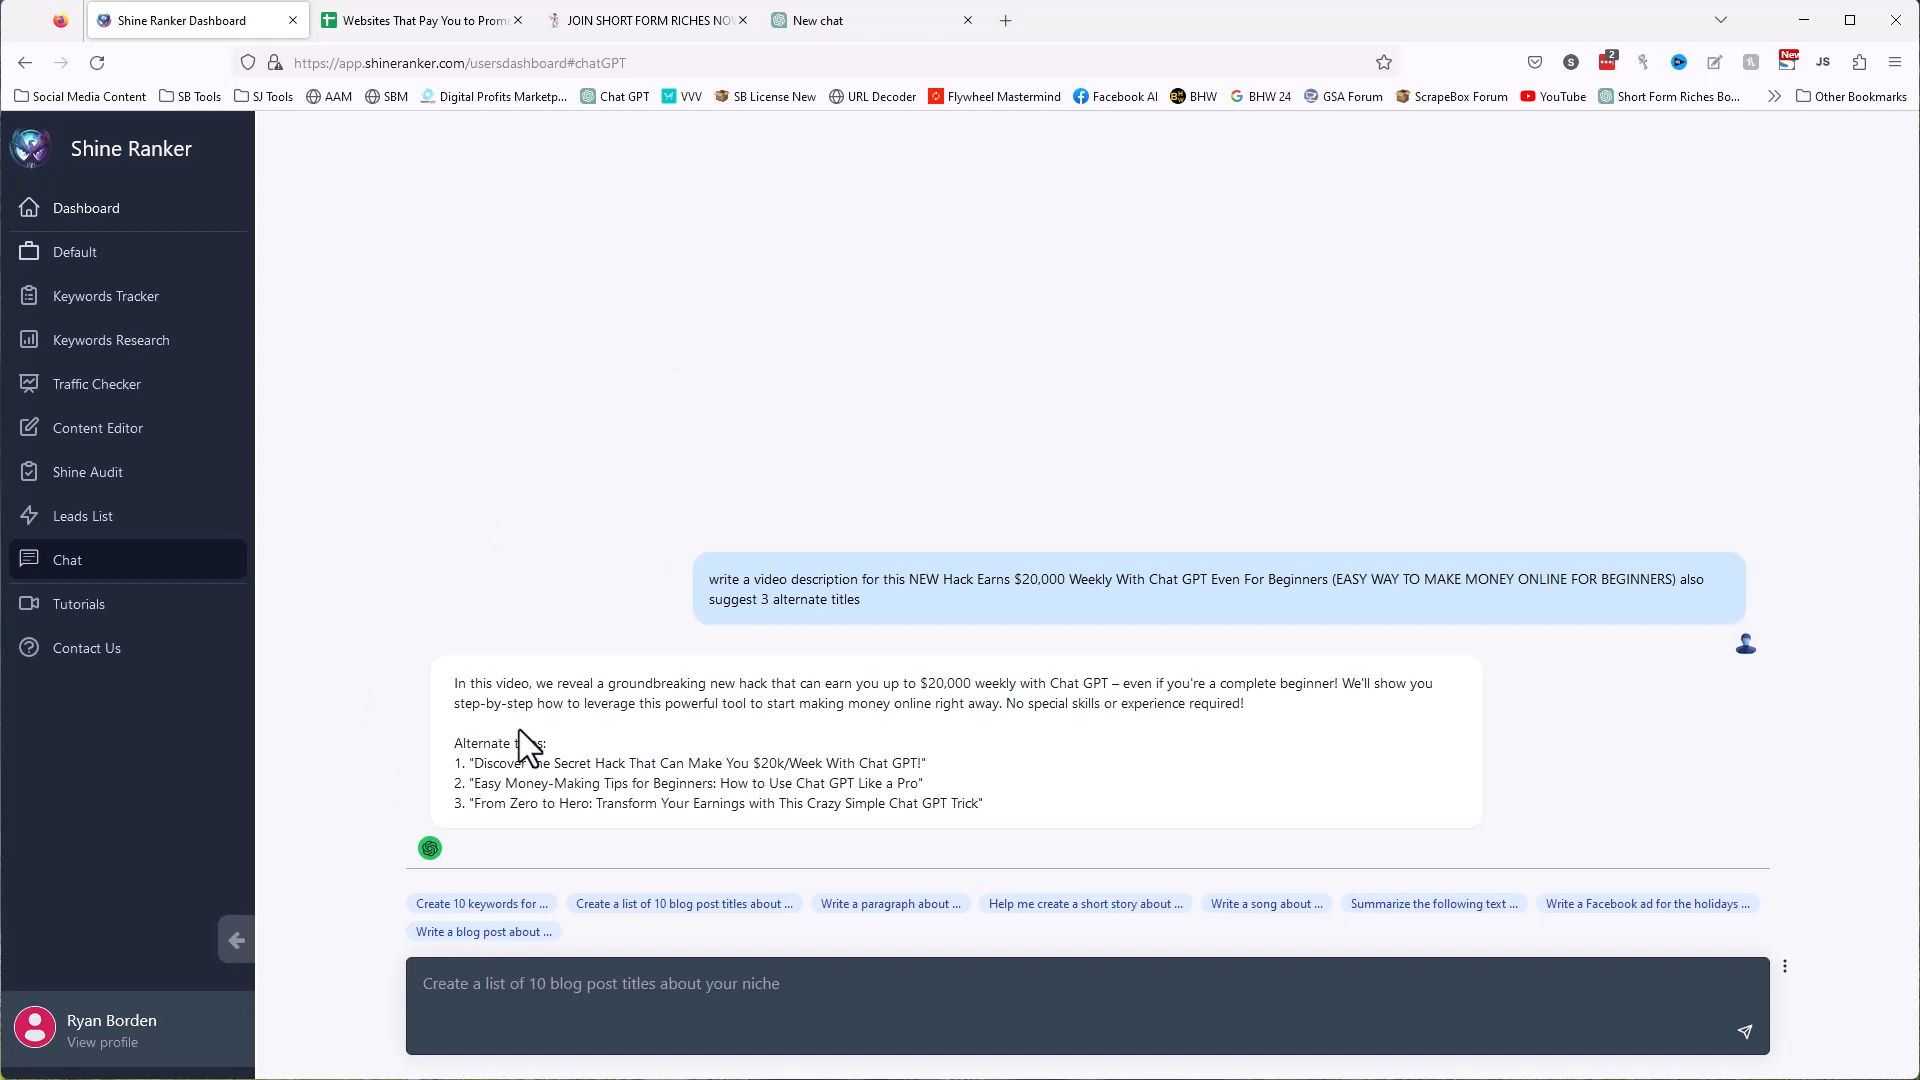 Shine Ranker Dashboard
Websites That Pay You to Prom
JOIN SHORT FORM RICHES NO
New chat
https://app.shineranker.com/usersdashboard#chatGPT
2
S
New
JS
Social Media Content
SB Tools
SJ Tools
AAM
SBM
Digital Profits Marketp...
Chat GPT
VVV
SB License New
URL Decoder
Flywheel Mastermind
Facebook AI
BHW
BHW 24
GSA Forum
ScrapeBox Forum
YouTube
Short Form Riches Bo...
Other Bookmarks
Shine Ranker
Dashboard
Default
Keywords Tracker
Keywords Research
Traffic Checker
Content Editor
Shine Audit
Leads List
Chat
Tutorials
Contact Us
Ryan Borden
View profile
write a video description for this NEW Hack Earns $20,000 Weekly With Chat GPT Even For Beginners (EASY WAY TO MAKE MONEY ONLINE FOR BEGINNERS) also
suggest 3 alternate titles
In this video, we reveal a groundbreaking new hack that can earn you up to $20,000 weekly with Chat GPT – even if you're a complete beginner! We'll show you
step-by-step how to leverage this powerful tool to start making money online right away. No special skills or experience required!
Alternate
1. "Discover Secret Hack That Can Make You $20k/Week With Chat GPT!"
2. "Easy Money-Making Tips for Beginners: How to Use Chat GPT Like a Pro"
3. "From Zero to Hero: Transform Your Earnings with This Crazy Simple Chat GPT Trick"
Create 10 keywords for ...
Create a list of 10 blog post titles about ...
Write a paragraph about ...
Help me create a short story about ...
Write a song about ...
Summarize the following text ...
Write a Facebook ad for the holidays ...
Write a blog post about ...
Create a list of 10 blog post titles about your niche